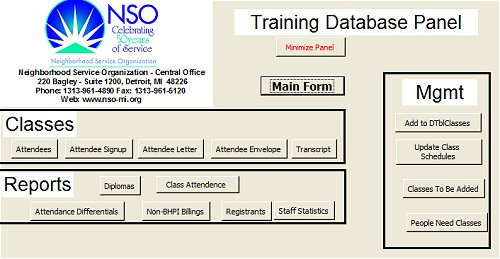 NSO
Celebrating
50 Years
of Service
Neighborhood Service Organization
Neighborhood Service Organization - Central Office
220 Bagley - Suite 1200, Detroit, MI 48226
Phone: 1313-961-4890 Fax: 1313-961-5120
Web: www.nso-mi.org
Training Database Panel
Minimize Panel
Main Form
Classes
Attendees
Attendee Signup
Attendee Letter
Attendee Envelope
Transcript
Reports
Diplomas
Class Attendence
Attendance Differentials
Non-BHPI Billings
Registrants
Staff Statistics
Mgmt
Add to DTblClasses
Update Class
Schedules
Classes To Be Added
People Need Classes